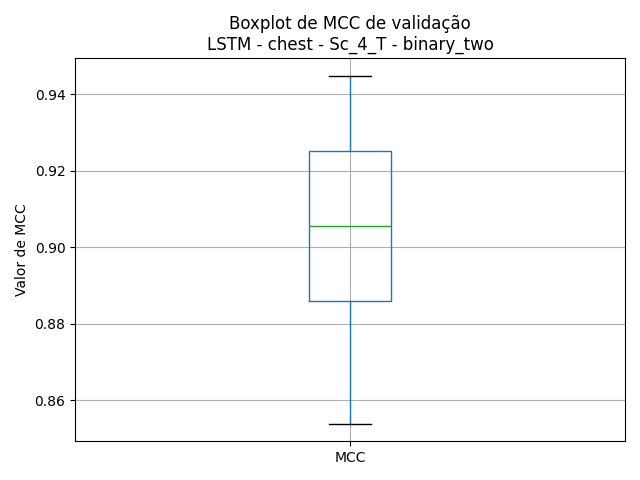 Boxplot de MCC de validação
LSTM - chest - Sc_4_T - binary_two
Valor de MCC
0.94
0.92
0.90
0.88
0.86
MCC